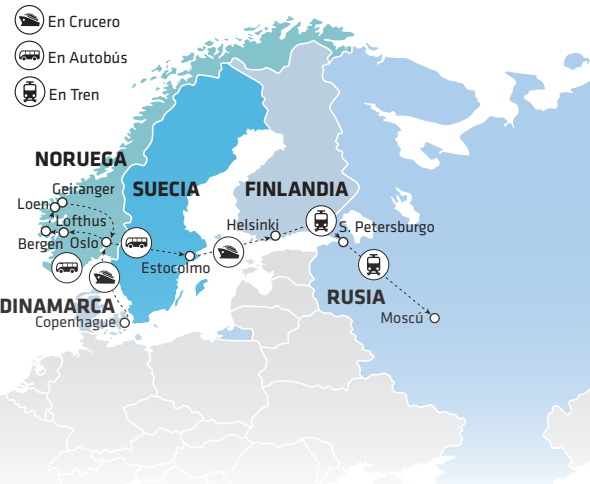 En Crucero
En Autobús
En Tren
NORUEGA
Geiranger
SUECIA
FINLANDIA
Loen
Lofthus
Helsinki
S. Petersburgo
Bergen
Oslo
Estocolmo
RUSIA
DINAMARCA
Copenhague
Moscú